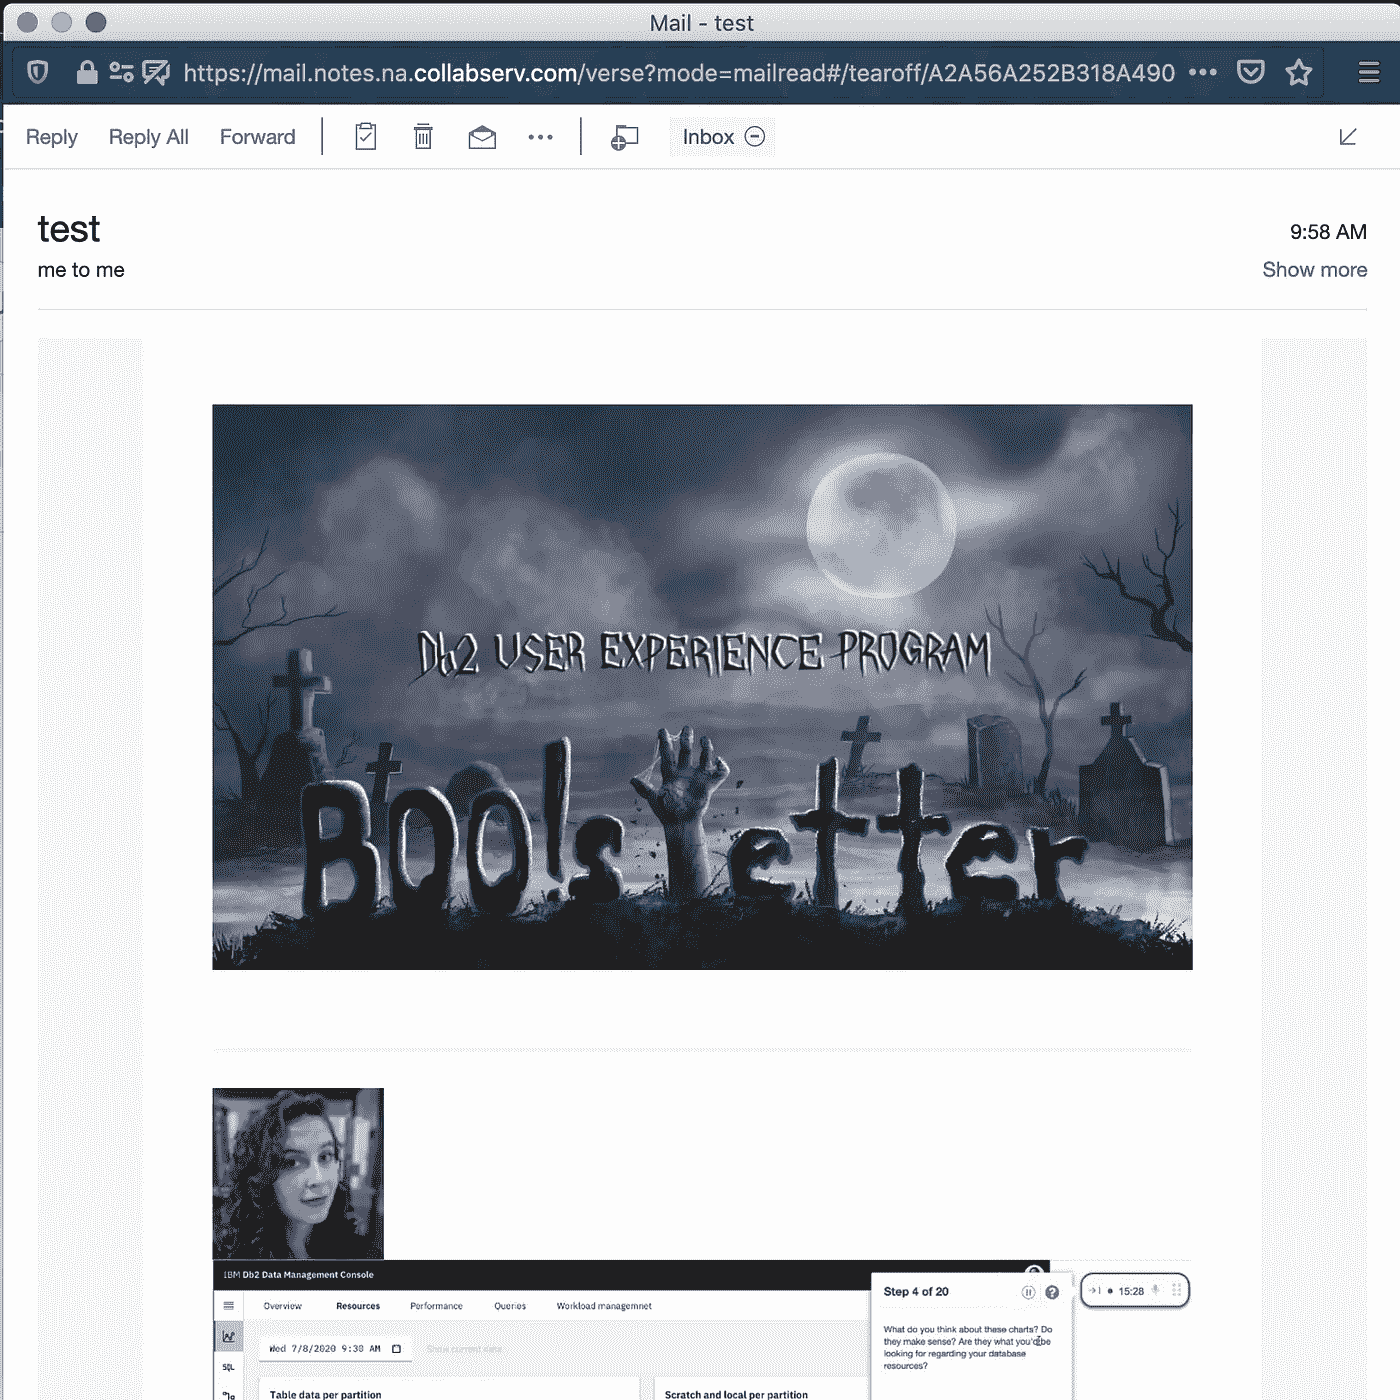 Mail - test
https://mail.notes.na.collabserv.com/verse?mode=mailread#/tearoff/A2A56A252B318A490
Reply Reply All Forward Inbox
test
9:58 AM
me to me
Show more
Db2 USER EXPERIENCE PROGRAM
BOO!s letter
IBM Db2 Data Management Console
Step 4 of 20
15:28
Overview Resources Performance Queries Workload managemnet
What do you think about these charts? Do
they make sense? Are they what you'd be
looking for regarding your database
resources?
Wed 7/8/2020 9:30 AM
Show current data
SQL
Table data per partition
Scratch and local per partition